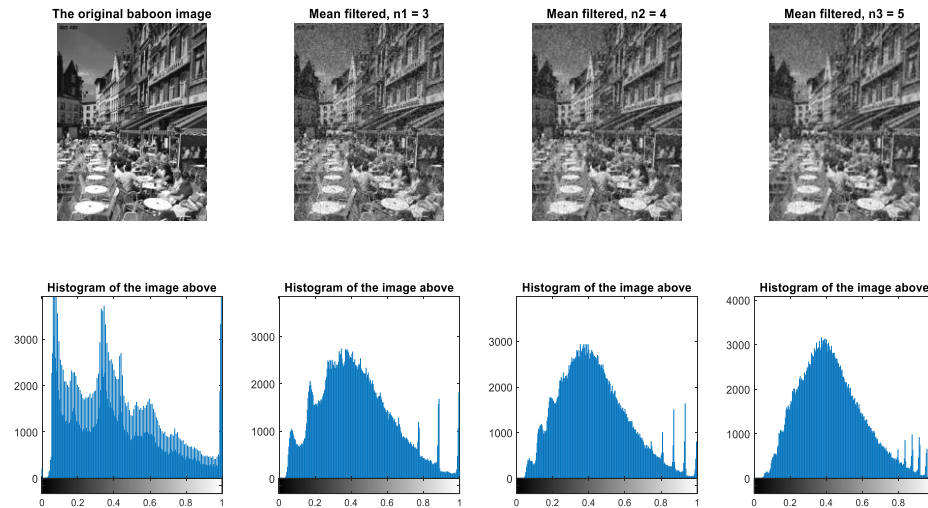 The original baboon image
Mean filtered, n1 = 3
Mean filtered, n2 = 4
Mean filtered, n3 = 5
Histogram of the image above
3000
2000
1000
0
0 0.2 0.4 0.6 0.8 1
Histogram of the image above
3000
2000
1000
0
0 0.2 0.4 0.6 0.8 1
Histogram of the image above
3000
2000
1000
0
0 0.2 0.4 0.6 0.8 1
Histogram of the image above
4000
3000
2000
1000
0
0 0.2 0.4 0.6 0.8